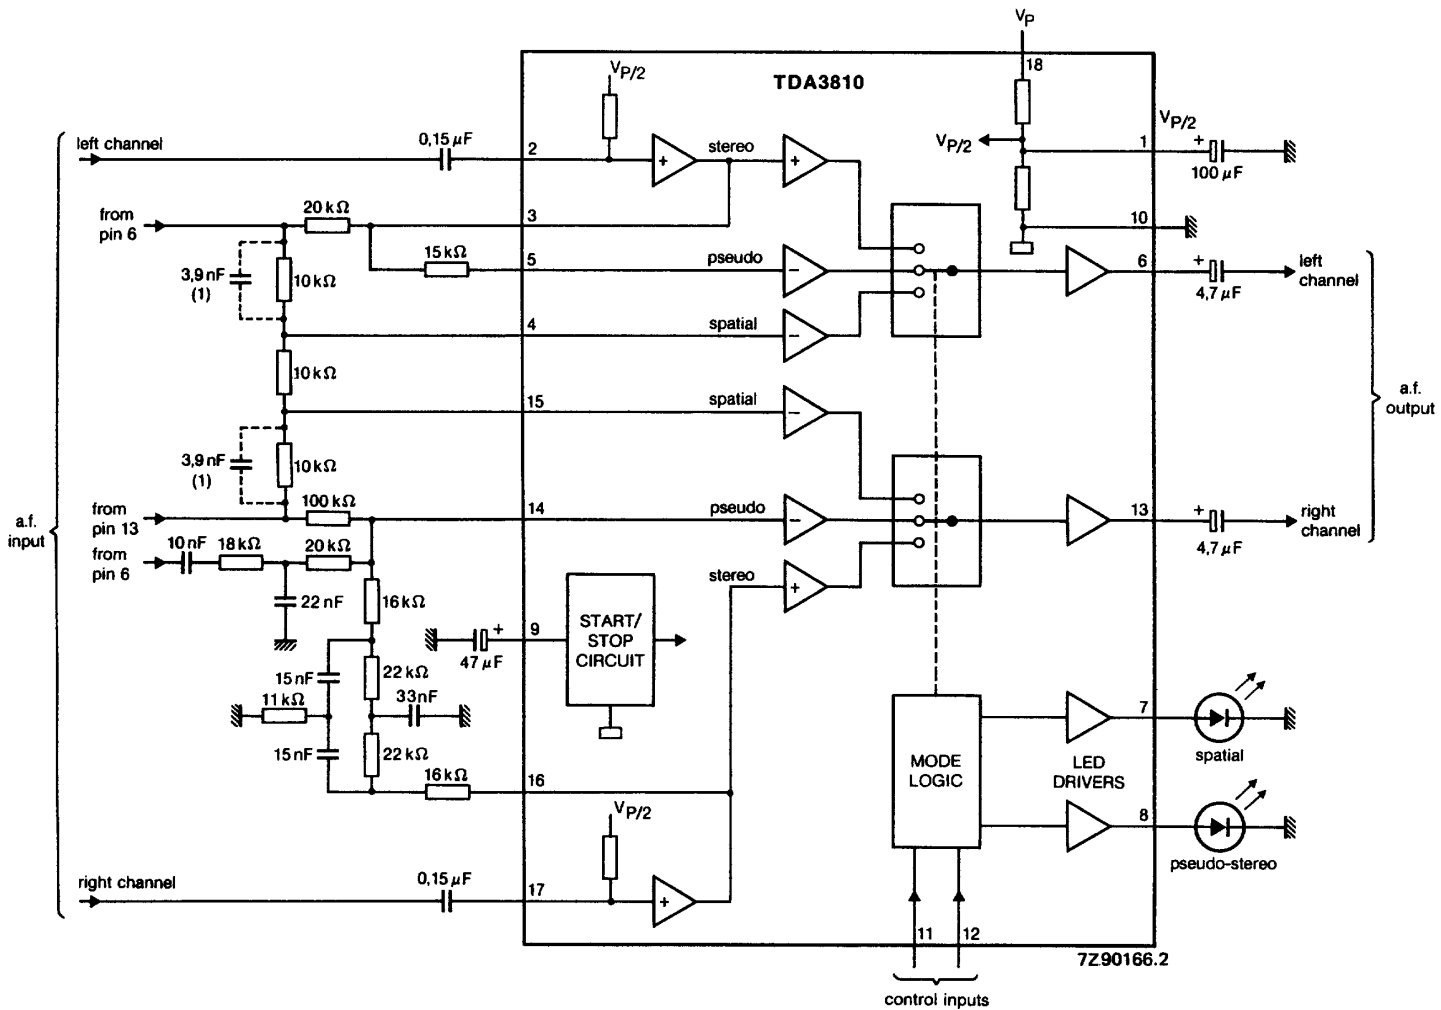 VP
18
TDA3810
VP/2
VP/2
left channel
0,15 µF
2
stereo
VP/2
1
+
100 µF
from
pin 6
20 kΩ
3
10
15 kΩ
5
pseudo
6
+
4,7 µF
left
channel
3,9 nF
(1)
10 kΩ
4
spatial
10 kΩ
15
spatial
a.f.
output
3,9 nF
(1)
10 kΩ
from
pin 13
100 kΩ
14
pseudo
13
+
4,7 µF
right
channel
a.f.
input
from
pin 6
10 nF
18 kΩ
20 kΩ
stereo
22 nF
16 kΩ
47 µF
+
9
START/
STOP
CIRCUIT
15 nF
22 kΩ
11 kΩ
33 nF
15 nF
22 kΩ
16 kΩ
16
VP/2
MODE
LOGIC
LED
DRIVERS
7
spatial
8
pseudo-stereo
right channel
0,15 µF
17
11
12
7Z90166.2
control inputs